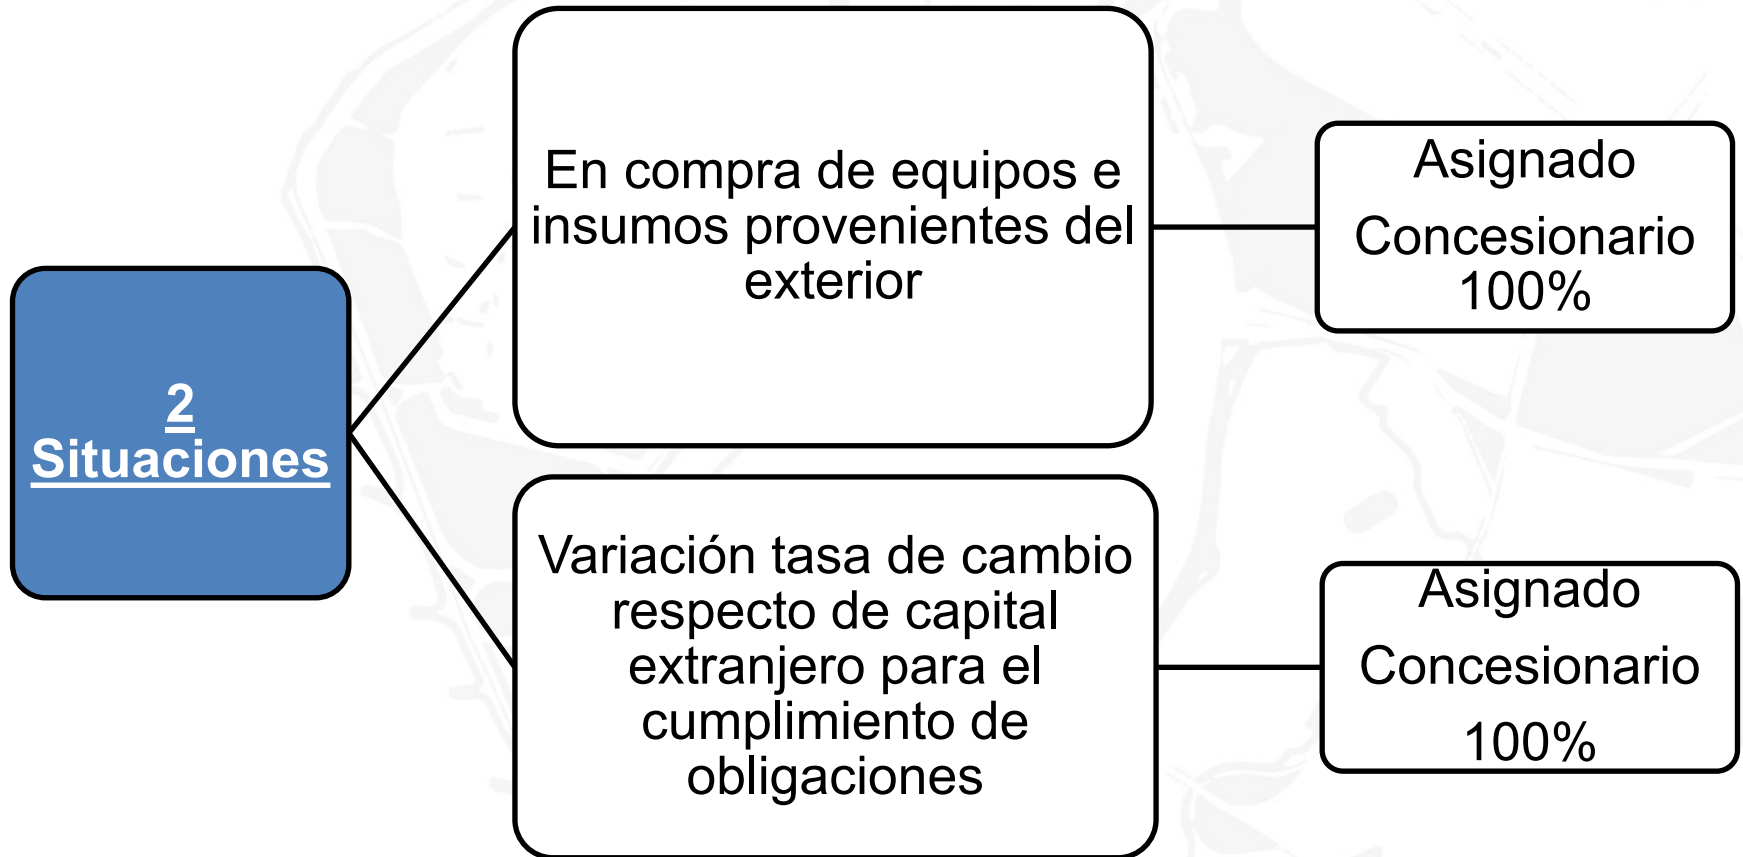 2
Situaciones
En compra de equipos e
insumos provenientes del
exterior
Asignado
Concesionario
100%
Variación tasa de cambio
respecto de capital
extranjero para el
cumplimiento de
obligaciones
Asignado
Concesionario
100%